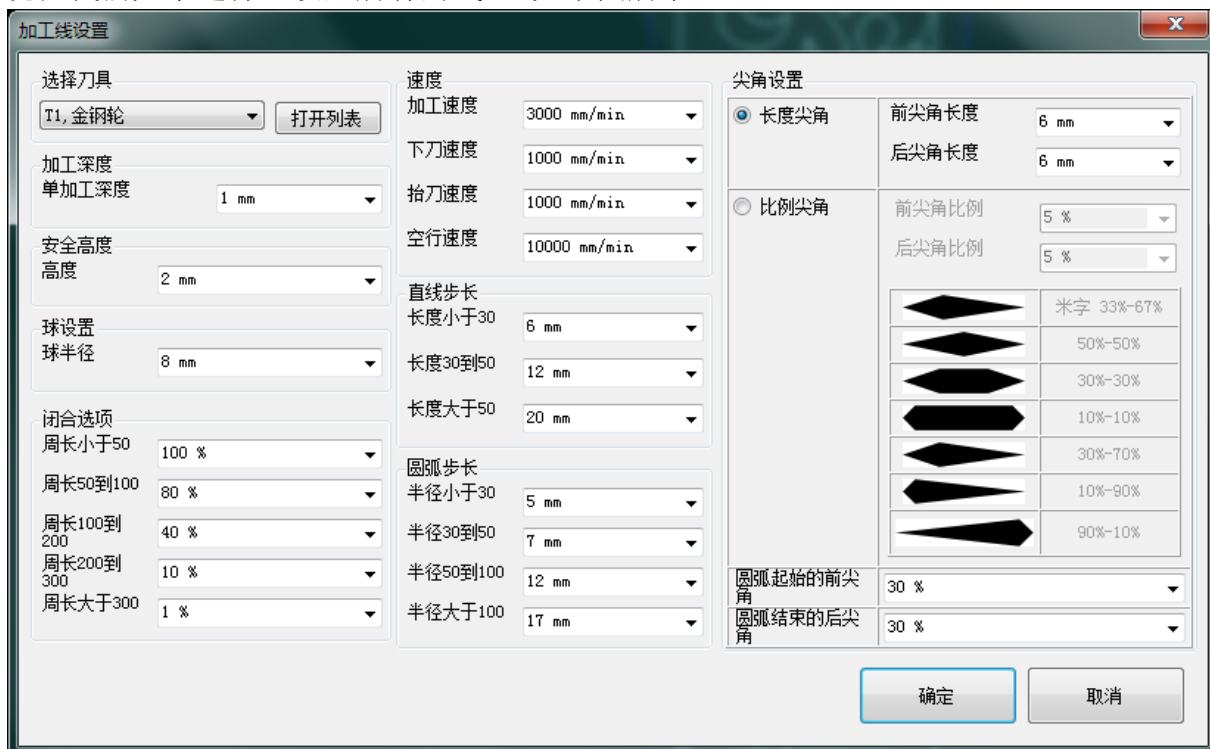 加工线设置
选择刀具
T1,金钢轮
打开列表
加工深度
单加工深度
1 mm
安全高度
高度
2 mm
球设置
球半径
8 mm
闭合选项
周长小于50
100 %
周长50到100
80 %
周长100到
200
40 %
周长200到
300
10 %
周长大于300
1 %
速度
加工速度
3000 mm/min
下刀速度
1000 mm/min
抬刀速度
1000 mm/min
空行速度
10000 mm/min
直线步长
长度小于30
6 mm
长度30到50
12 mm
长度大于50
20 mm
圆弧步长
半径小于30
5 mm
半径30到50
7 mm
半径50到100
12 mm
半径大于100
17 mm
尖角设置
长度尖角
前尖角长度
6 mm
后尖角长度
6 mm
比例尖角
前尖角比例
5 %
后尖角比例
5 %
米字 33%-67%
50%-50%
30%-30%
10%-10%
30%-70%
10%-90%
90%-10%
圆弧起始的前尖
角
30 %
圆弧结束的后尖
角
30 %
确定
取消